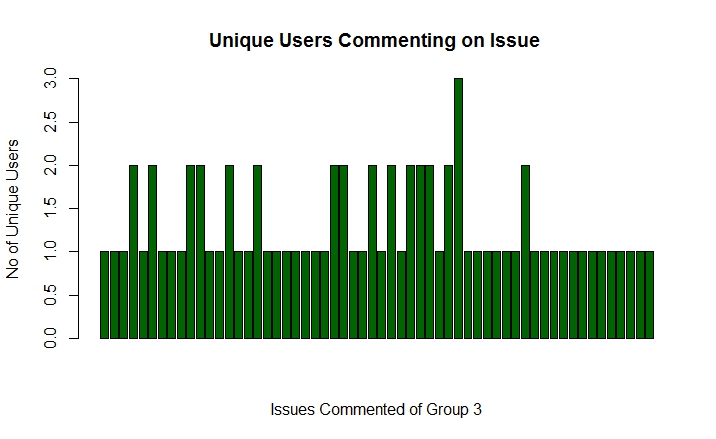 Unique Users Commenting on Issue
No of Unique Users
3.0
2.5
2.0
1.5
1.0
0.5
0.0
Issues Commented of Group 3